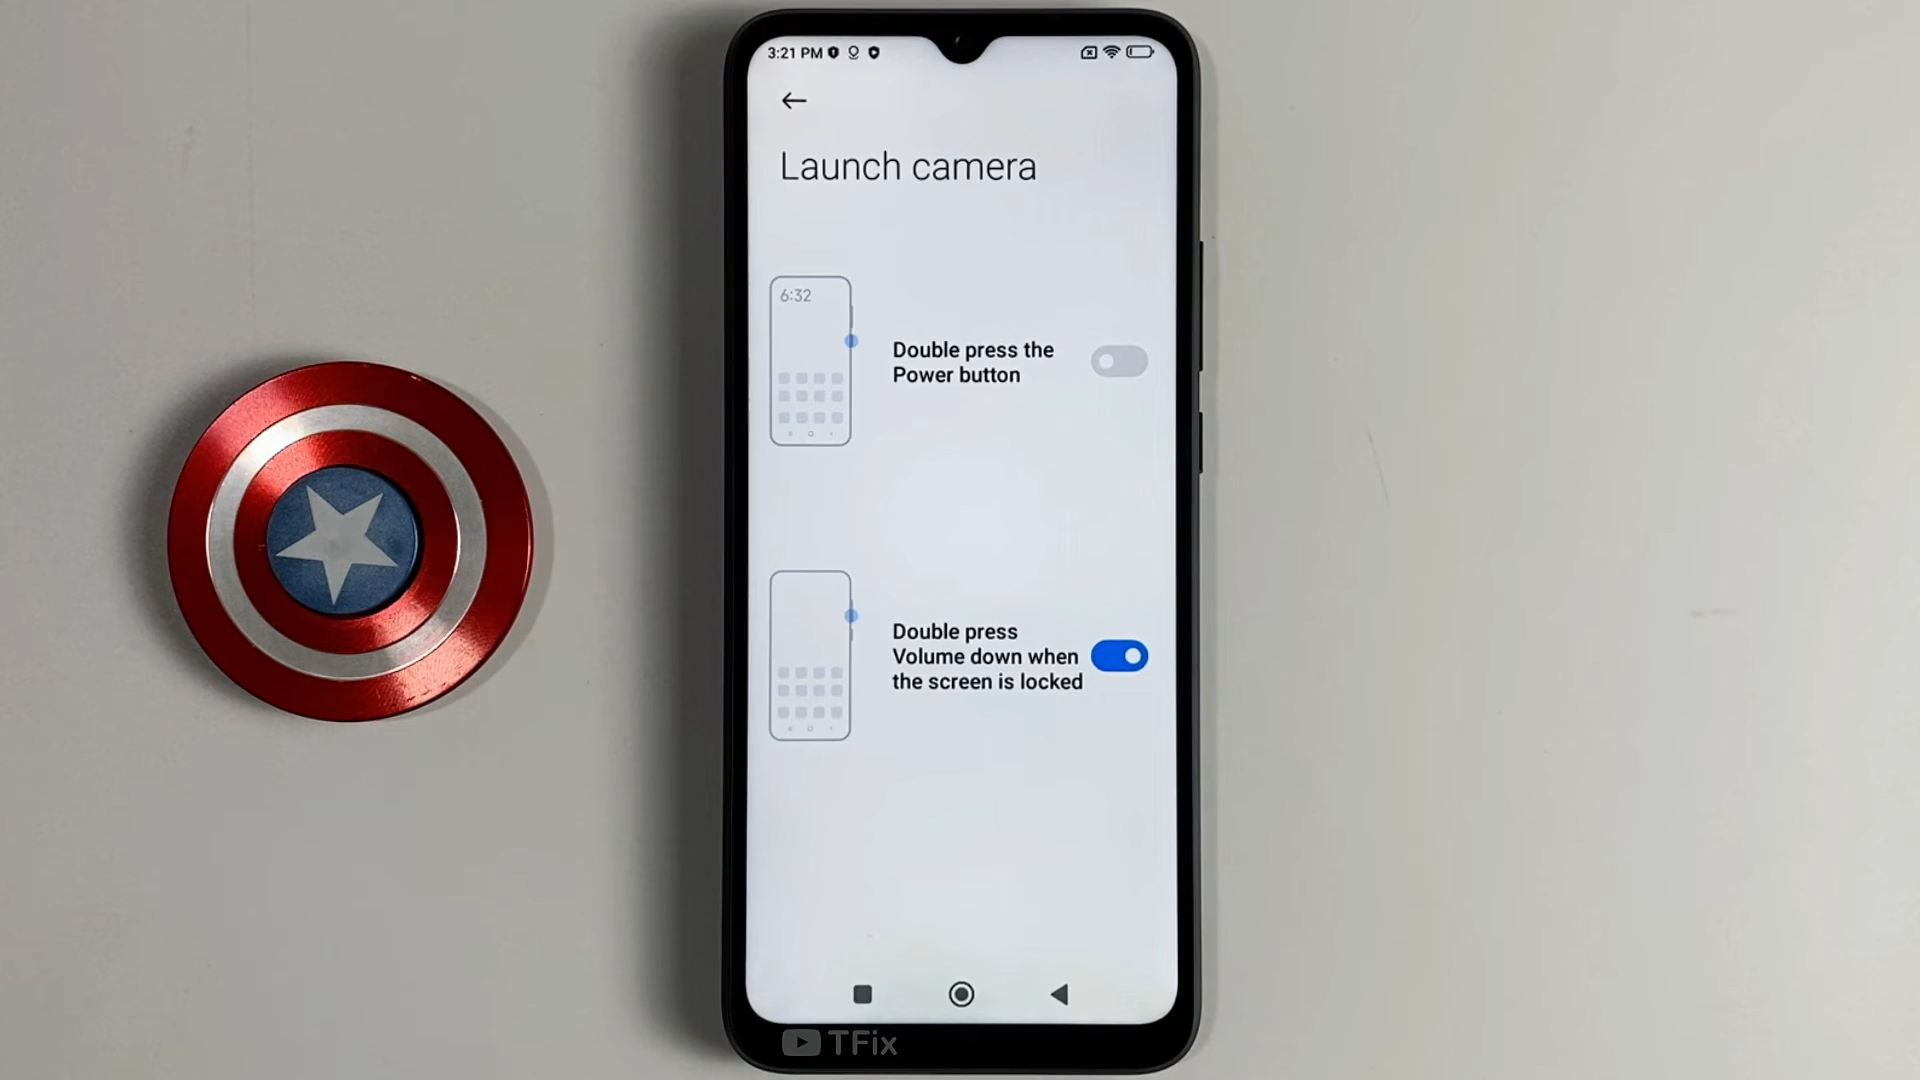 3:21 PM
Launch camera
6:32
Double press the
Power button
Double press
Volume down when
the screen is locked
TFix